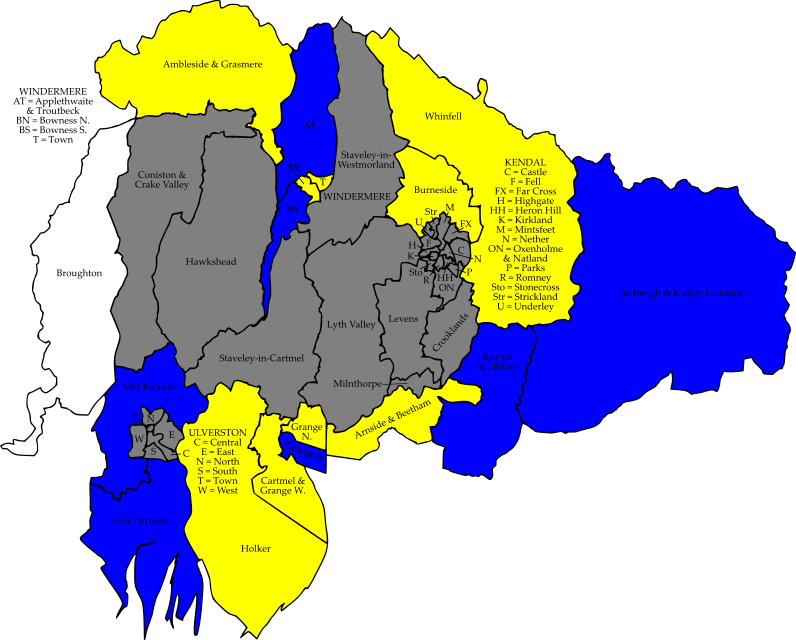 Ambleside & Grasmere
WINDERMERE
AT = Applethwaite
& Troutbeck
BN = Bowness N.
BS = Bowness S.
T = Town
AT
Whinfell
Coniston &
Crake Valley
Staveley-in-
Westmorland
BN
T
WINDERMERE
BS
Burneside
KENDAL
C = Castle
F = Fell
FX = Far Cross
H = Highgate
HH = Heron Hill
K = Kirkland
M = Mintsfeet
N = Nether
ON = Oxenholme
& Natland
P = Parks
R = Romney
Sto = Stonecross
Str = Strickland
U = Underley
Str
M
U
FX
H
F
C
K
N
Sto
R
HH
ON
P
Broughton
Hawkshead
Sedbergh & Kirkby Lonsdale
Lyth Valley
Levens
Crooklands
Staveley-in-Cartmel
Burton
& Holme
Mid Furness
Milnthorpe
Arnside & Beetham
T
N
W
E
S
C
ULVERSTON
C = Central
E = East
N = North
S = South
T = Town
W = West
Grange
N.
Grange S.
Cartmel &
Grange W.
Low Furness
Holker